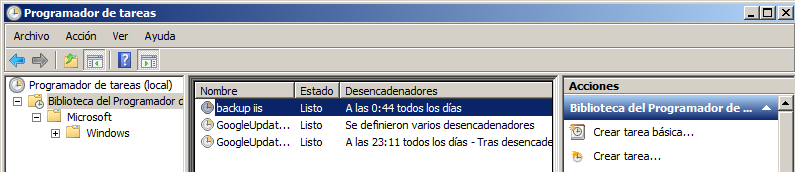 Programador de tareas
Archivo Acción Ver Ayuda
Programador de tareas (local)
Biblioteca del Programador d
Microsoft
Windows
Nombre Estado Desencadenadores
backup iis Listo A las 0:44 todos los días
GoogleUpdat... Listo Se definieron varios desencadenadores
GoogleUpdat... Listo A las 23:11 todos los días - Tras desencade
Acciones
Biblioteca del Programador de ...
Crear tarea básica...
Crear tarea...